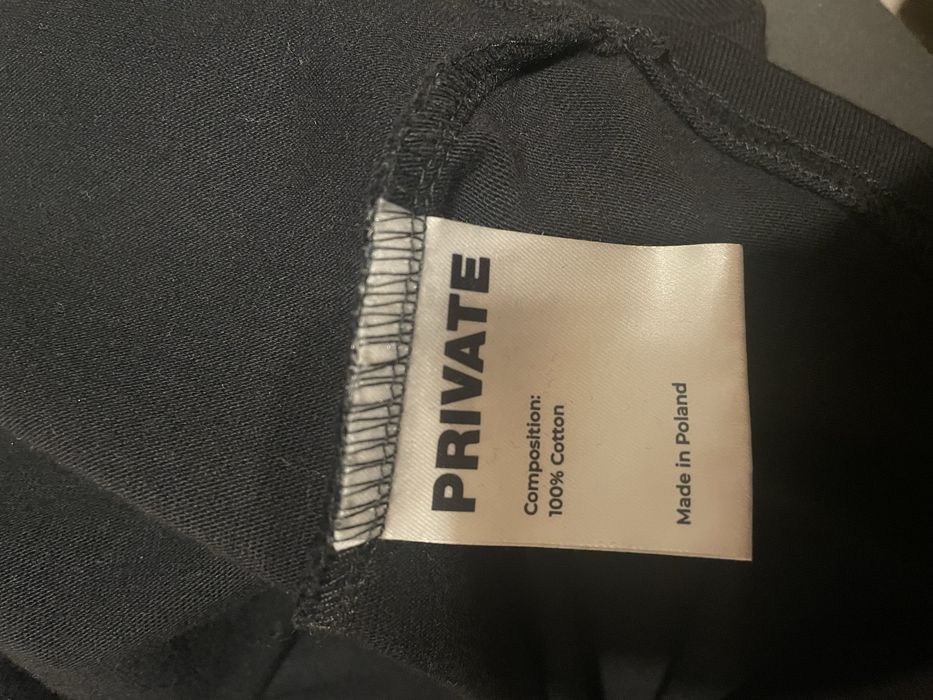 PRIVATE
Composition:
100% Cotton
Made in Poland